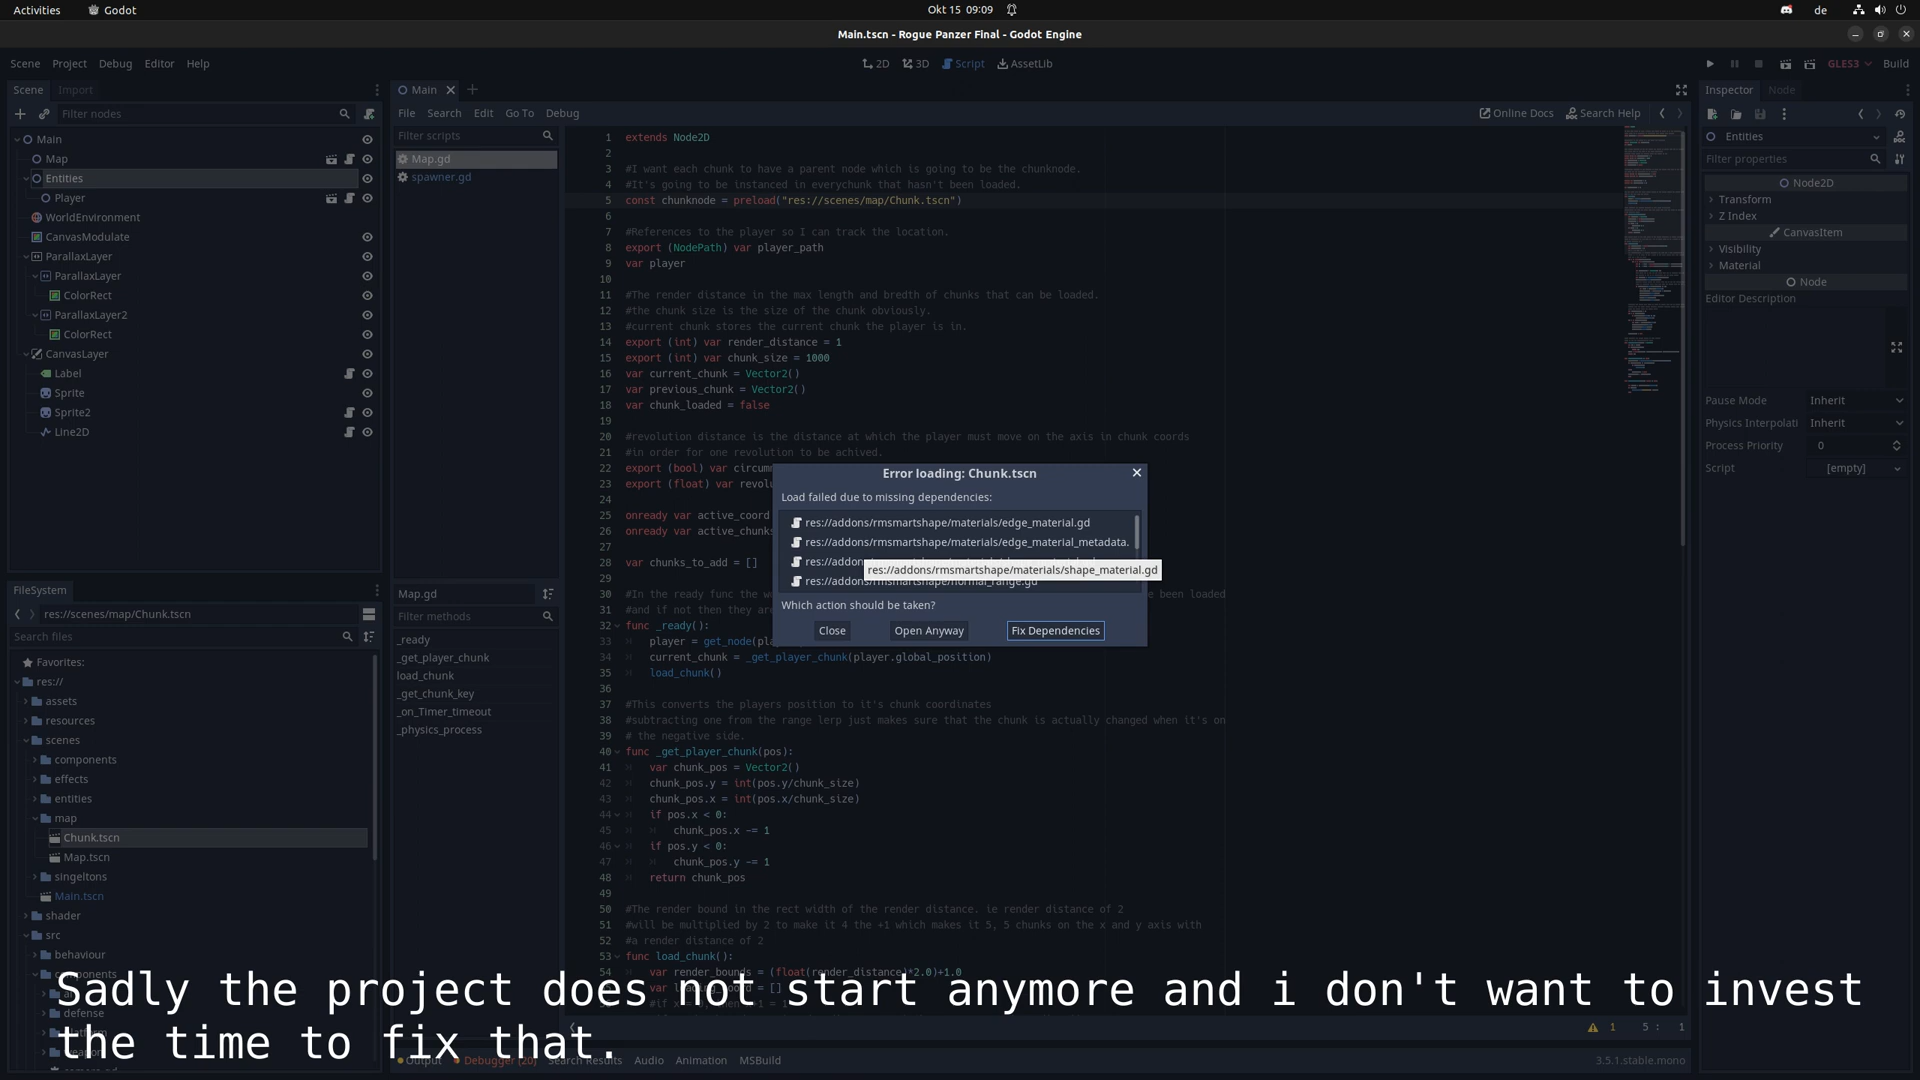 Activities
Godot
Okt 15 09:09
de
Main.tscn - Rogue Panzer Final - Godot Engine
Scene Project Debug Editor Help
2D 3D Script AssetLib
GLES3 Build
Scene Import
Filter nodes
Main
Map
Entities
Player
WorldEnvironment
CanvasModulate
ParallaxLayer
ParallaxLayer
ColorRect
ParallaxLayer2
ColorRect
CanvasLayer
Label
Sprite
Sprite2
Line2D
FileSystem
res://scenes/map/Chunk.tscn
Search files
Favorites:
res://
assets
resources
scenes
components
effects
entities
map
Chunk.tscn
Map.tscn
singeltons
Main.tscn
shader
src
behaviour
defense
Main
File Search Edit Go To Debug
Online Docs Search Help
Filter scripts
Map.gd
spawner.gd
Map.gd
Filter methods
_ready
_get_player_chunk
load_chunk
_get_chunk_key
_on_Timer_timeout
_physics_process
1 extends Node2D
2
3 #I want each chunk to have a parent node which is going to be the chunknode.
4 #It's going to be instanced in everychunk that hasn't been loaded.
5 const chunknode = preload("res://scenes/map/Chunk.tscn")
6
7 #References to the player so I can track the location.
8 export (NodePath) var player_path
9 var player
10
11 #The render distance in the max length and bredth of chunks that can be loaded.
12 #the chunk size is the size of the chunk obviously.
13 #current chunk stores the current chunk the player is in.
14 export (int) var render_distance = 1
15 export (int) var chunk_size = 1000
16 var current_chunk = Vector2()
17 var previous_chunk = Vector2()
18 var chunk_loaded = false
19
20 #revolution distance is the distance at which the player must move on the axis in chunk coords
21 #in order for one revolution to be achived.
22 export (bool) var circum
23 export (float) var revolu
24
25 onready var active_coord
26 onready var active_chunks
27
28 var chunks_to_add = []
29
30 #In the ready func the w e been loaded
31 #and if not then they are
32 func _ready():
33 player = get_node(pla
34 current_chunk = _get_player_chunk(player.global_position)
35 load_chunk()
36
37 #This converts the players position to it's chunk coordinates
38 #subtracting one from the range lerp just makes sure that the chunk is actually changed when it's on
39 # the negative side.
40 func _get_player_chunk(pos):
41 var chunk_pos = Vector2()
42 chunk_pos.y = int(pos.y/chunk_size)
43 chunk_pos.x = int(pos.x/chunk_size)
44 if pos.x < 0:
45 chunk_pos.x -= 1
46 if pos.y < 0:
47 chunk_pos.y -= 1
48 return chunk_pos
49
50 #The render bound in the rect width of the render distance. ie render distance of 2
51 #will be multiplied by 2 to make it 4 the +1 which makes it 5, 5 chunks on the x and y axis with
52 #a render distance of 2
53 func load_chunk():
54 var render_bounds = (float(render_distance)*2.0)+1.0
Error loading: Chunk.tscn
Load failed due to missing dependencies:
res://addons/rmsmartshape/materials/edge_material.gd
res://addons/rmsmartshape/materials/edge_material_metadata.
res://addon
res://addons/rmsmartshape/materials/shape_material.gd
res://addons/rmsmartshape/normal_range.gd
Which action should be taken?
Close Open Anyway Fix Dependencies
Inspector Node
Entities
Filter properties
Node2D
Transform
Z Index
CanvasItem
Visibility
Material
Node
Editor Description
Pause Mode Inherit
Physics Interpolati Inherit
Process Priority 0
Script [empty]
Sadly the project does not start anymore and i don't want to invest
the time to fix that.
1 5 : 1
Output Debugger (20) Search Results Audio Animation MSBuild
3.5.1.stable.mono